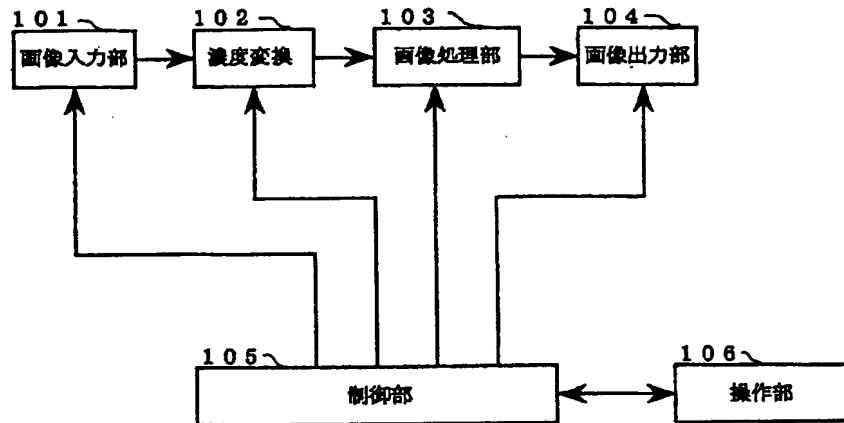 101
102
103
104
画像入力部
濃度変換
画像処理部
画像出力部
105
106
制御部
操作部